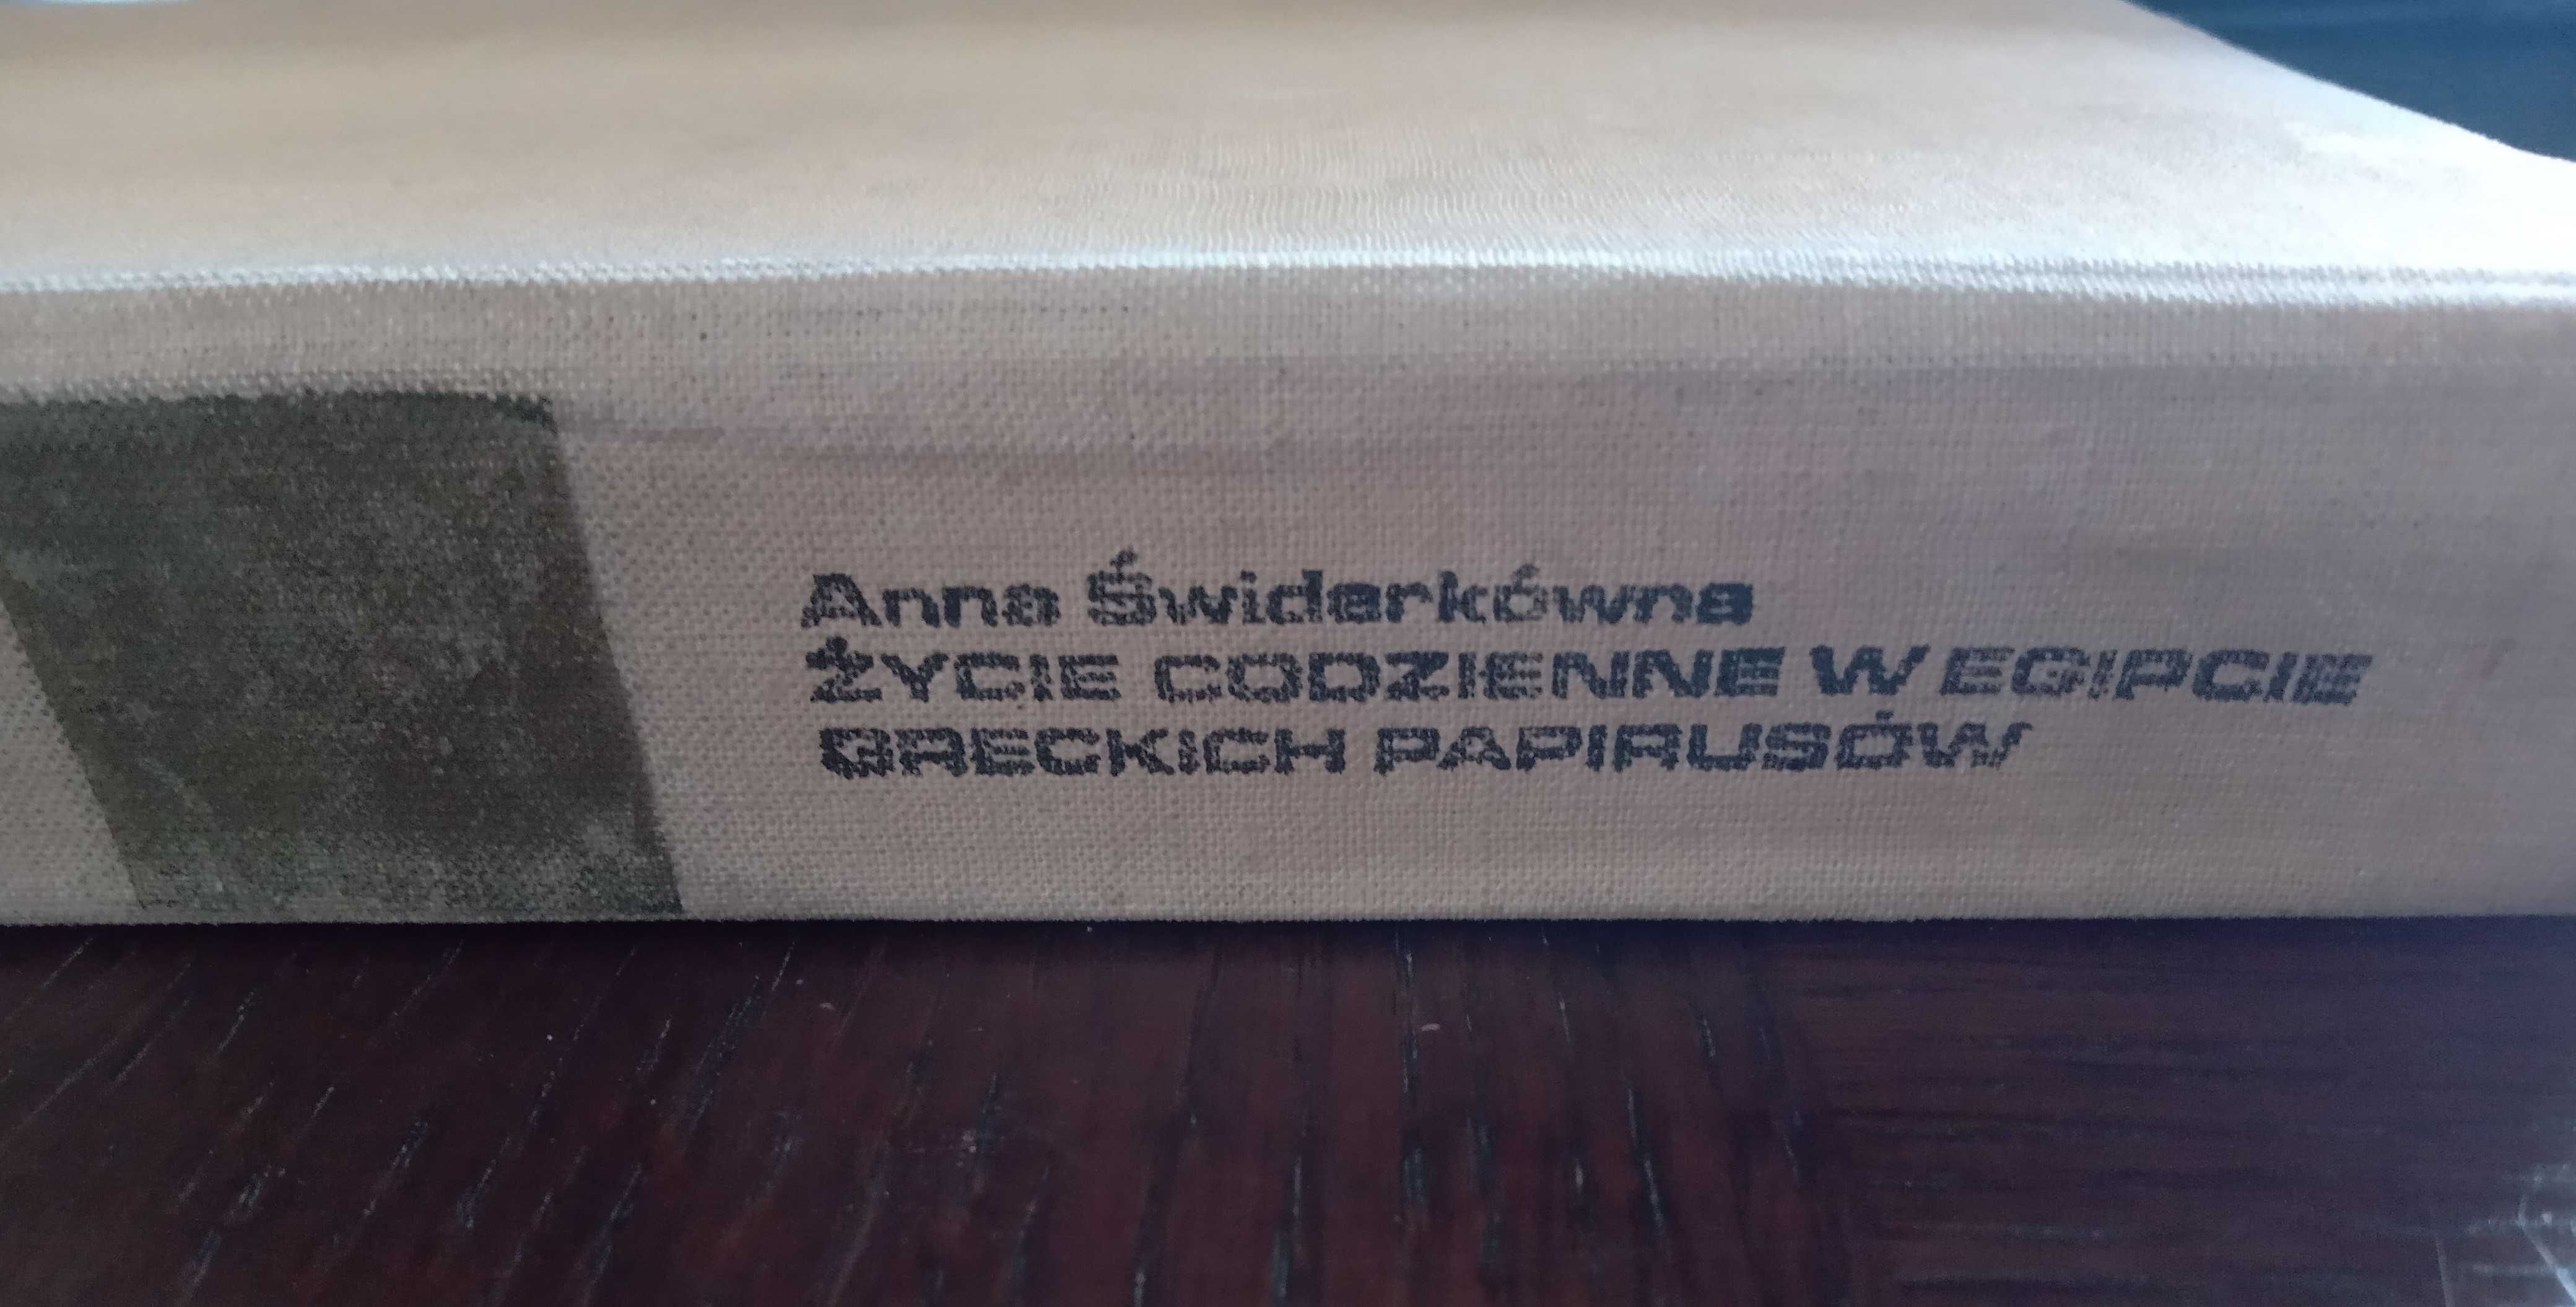 Anna Świderkówna
ŻYCIE CODZIENNE W EGIPCIE
GRECKICH PAPIRUSÓW